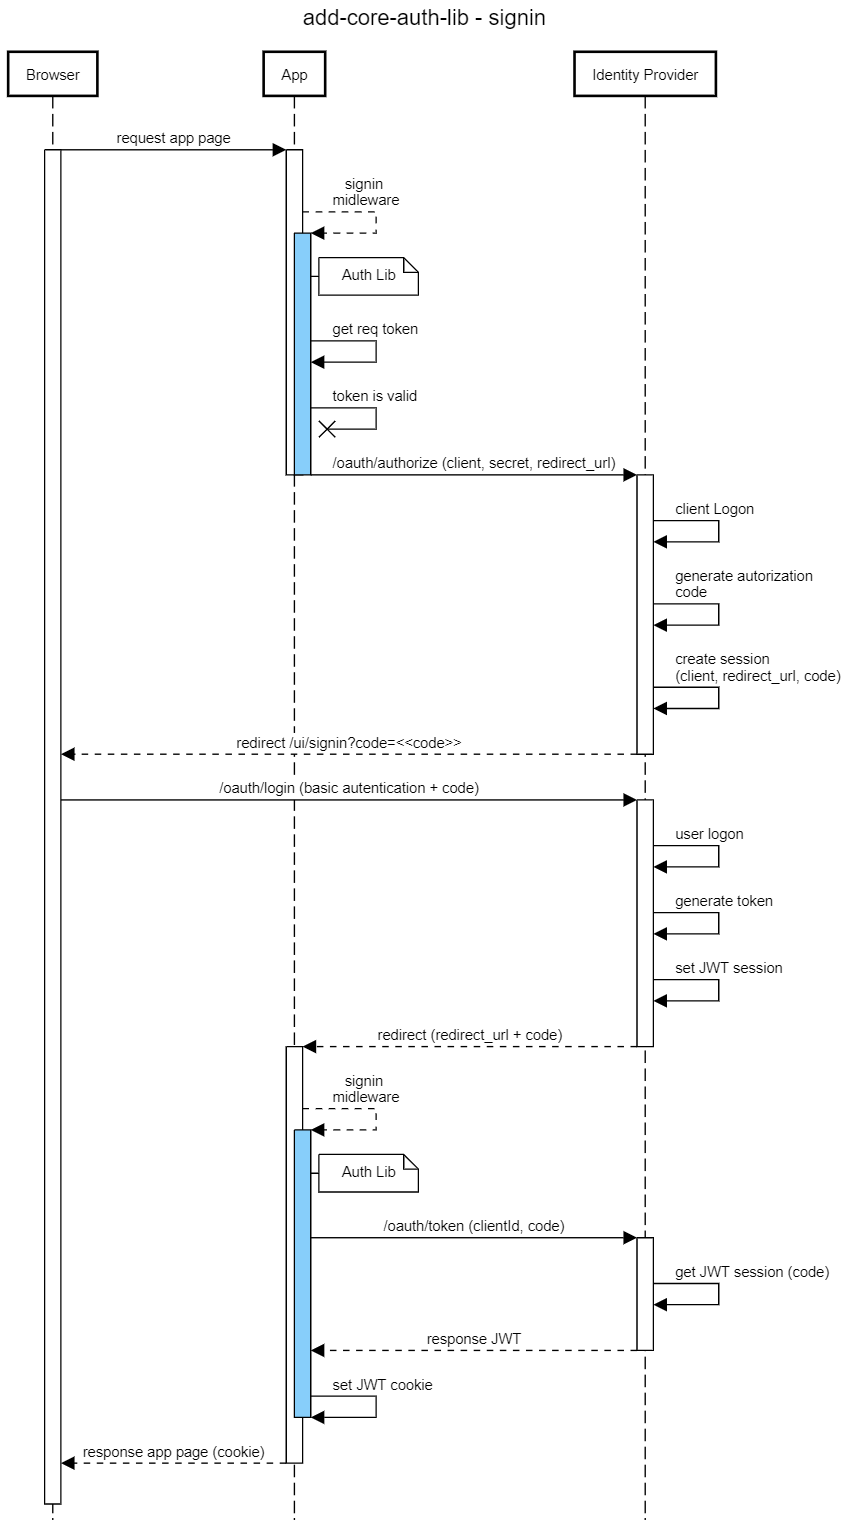 add-core-auth-lib - signin
Browser
App
Identity Provider
request app page
signin
midleware
Auth Lib
get req token
token is valid
/oauth/authorize (client, secret, redirect_url)
client Logon
generate autorization
code
create session
(client, redirect_url, code)
redirect /ui/signin?code=<<code>>
/oauth/login (basic autentication + code)
user logon
generate token
set JWT session
redirect (redirect_url + code)
signin
midleware
Auth Lib
/oauth/token (clientId, code)
get JWT session (code)
response JWT
set JWT cookie
response app page (cookie)